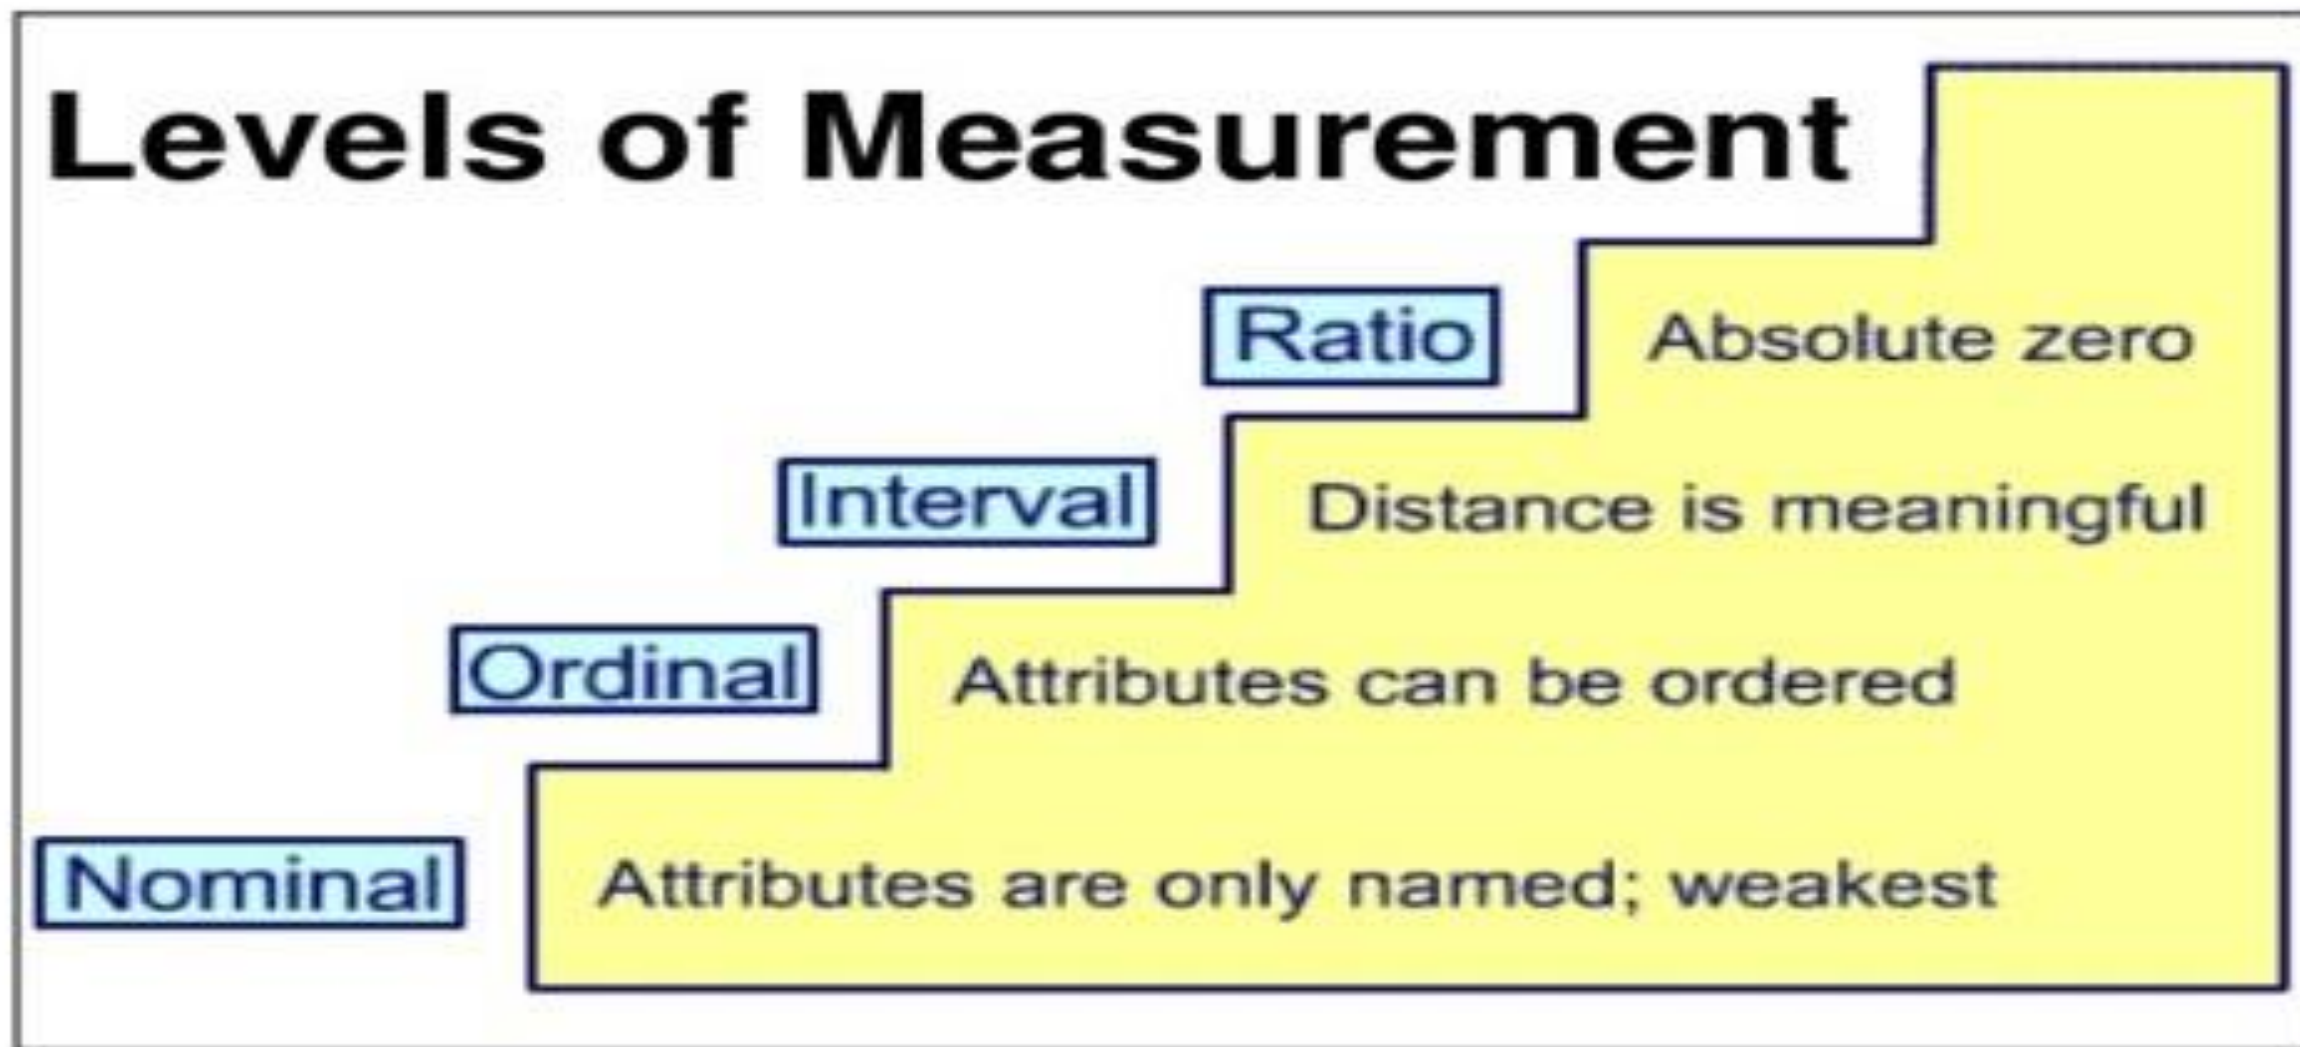 Levels of Measurement
Ratio Absolute zero
Interval Distance is meaningful
Ordinal Attributes can be ordered
Nominal Attributes are only named; weakest